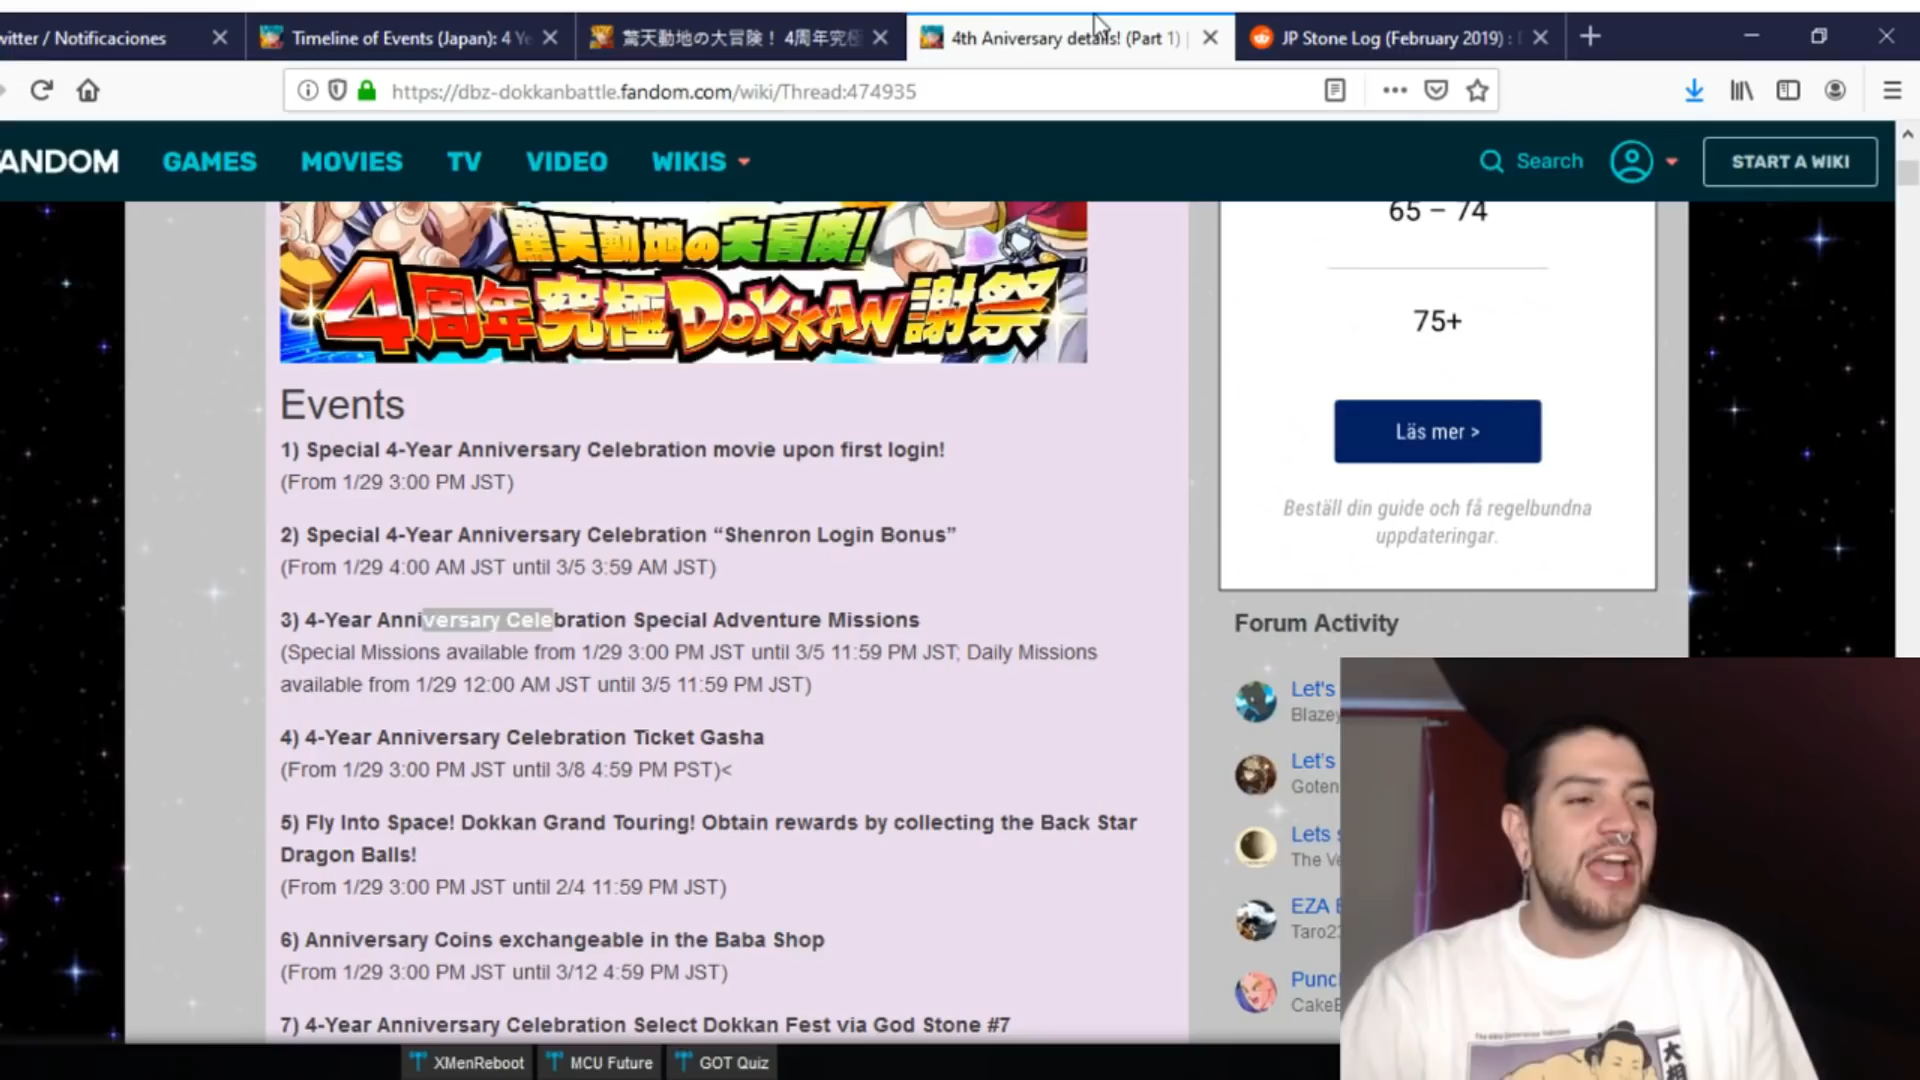 witter / Notificaciones
Timeline of Events (Japan): 4 Ye
驚天動地の大冒険！ 4周年究極
4th Aniversary details! (Part 1) |
JP Stone Log (February 2019) :
https://dbz-dokkanbattle.fandom.com/wiki/Thread:474935
ANDOM
GAMES
MOVIES
TV
VIDEO
WIKIS
Search
START A WIKI
驚天動地の大冒険!
4周年究極DOKKAN謝祭
Events
1) Special 4-Year Anniversary Celebration movie upon first login!
(From 1/29 3:00 PM JST)
2) Special 4-Year Anniversary Celebration “Shenron Login Bonus”
(From 1/29 4:00 AM JST until 3/5 3:59 AM JST)
3) 4-Year Anniversary Celebration Special Adventure Missions
(Special Missions available from 1/29 3:00 PM JST until 3/5 11:59 PM JST; Daily Missions
available from 1/29 12:00 AM JST until 3/5 11:59 PM JST)
4) 4-Year Anniversary Celebration Ticket Gasha
(From 1/29 3:00 PM JST until 3/8 4:59 PM PST)<
5) Fly Into Space! Dokkan Grand Touring! Obtain rewards by collecting the Back Star
Dragon Balls!
(From 1/29 3:00 PM JST until 2/4 11:59 PM JST)
6) Anniversary Coins exchangeable in the Baba Shop
(From 1/29 3:00 PM JST until 3/12 4:59 PM JST)
7) 4-Year Anniversary Celebration Select Dokkan Fest via God Stone #7
65 – 74
75+
Läs mer >
Beställ din guide och få regelbundna
uppdateringar.
Forum Activity
Let's
Blazey
Let's
Goten
Lets s
The Ve
EZA E
Taro2
Punc
CakeE
XMenReboot
MCU Future
GOT Quiz
大相